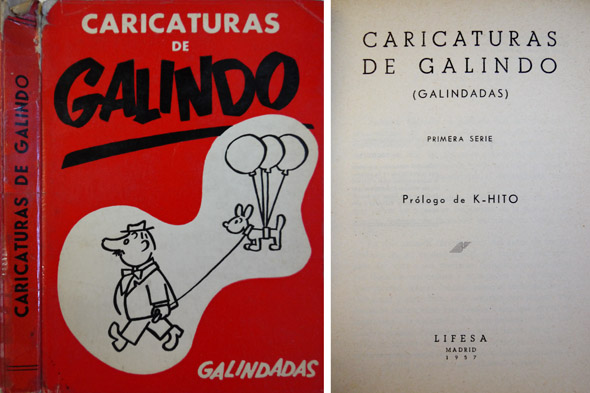 CARICATURAS DE GALINDO
CARICATURAS
DE
GALINDO
GALINDADAS
CARICATURAS
DE GALINDO
(GALINDADAS)
PRIMERA SERIE
Prólogo de K-HITO
LIFESA
MADRID
1957